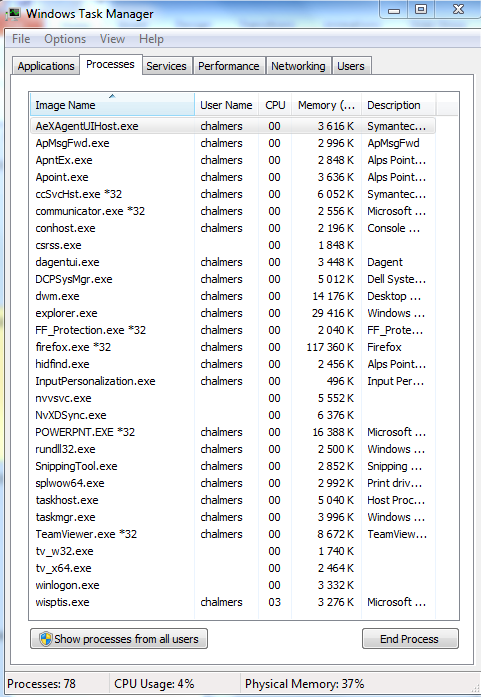 Windows Task Manager
File Options View Help
Applications Processes Services Performance Networking Users
Image Name User Name CPU Memory (... Description
AeXAgentUIHost.exe chalmers 00 3 616 K Symantec...
ApMsgFwd.exe chalmers 00 2 996 K ApMsgFwd
ApntEx.exe chalmers 00 2 848 K Alps Point...
Apoint.exe chalmers 00 3 636 K Alps Point...
ccSvcHst.exe *32 chalmers 00 6 052 K Symantec...
communicator.exe *32 chalmers 00 2 556 K Microsoft ...
conhost.exe chalmers 00 2 196 K Console ...
csrss.exe 00 1 848 K
dagentui.exe chalmers 00 3 448 K Dagent
DCPSysMgr.exe chalmers 00 5 012 K Dell Syste...
dwm.exe chalmers 00 14 176 K Desktop ...
explorer.exe chalmers 00 29 416 K Windows ...
FF_Protection.exe *32 chalmers 00 2 040 K FF_Prote...
firefox.exe *32 chalmers 00 117 360 K Firefox
hidfind.exe chalmers 00 2 456 K Alps Point...
InputPersonalization.exe chalmers 00 496 K Input Per...
nvvsvc.exe 00 5 552 K
NvXDSync.exe 00 6 376 K
POWERPNT.EXE *32 chalmers 00 16 388 K Microsoft ...
rundll32.exe chalmers 00 2 500 K Windows ...
SnippingTool.exe chalmers 00 2 852 K Snipping ...
splwow64.exe chalmers 00 2 992 K Print driv...
taskhost.exe chalmers 00 5 040 K Host Proc...
taskmgr.exe chalmers 00 3 996 K Windows ...
TeamViewer.exe *32 chalmers 00 8 672 K TeamView...
tv_w32.exe 00 1 740 K
tv_x64.exe 00 2 464 K
winlogon.exe 00 3 332 K
wisptis.exe chalmers 03 3 276 K Microsoft ...
Show processes from all users End Process
Processes: 78 CPU Usage: 4% Physical Memory: 37%